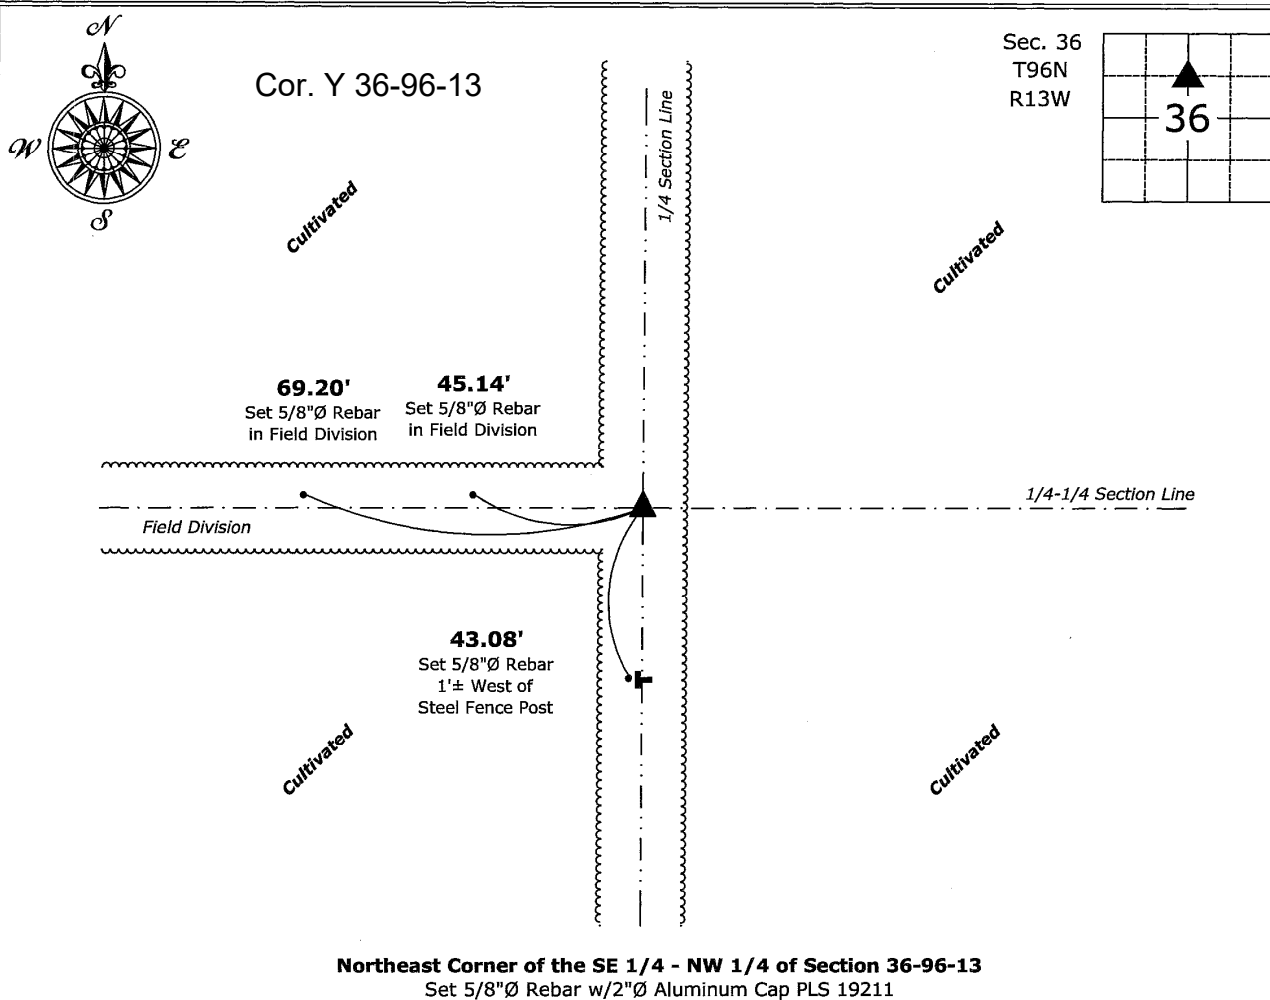 N
W
E
S
Cor. Y 36-96-13
Sec. 36
T96N
R13W
36
1/4 Section Line
Cultivated
Cultivated
69.20'
Set 5/8"Ø Rebar
in Field Division
45.14'
Set 5/8"Ø Rebar
in Field Division
1/4-1/4 Section Line
Field Division
43.08'
Set 5/8"Ø Rebar
1'± West of
Steel Fence Post
Cultivated
Cultivated
Northeast Corner of the SE 1/4 - NW 1/4 of Section 36-96-13
Set 5/8"Ø Rebar w/2"Ø Aluminum Cap PLS 19211